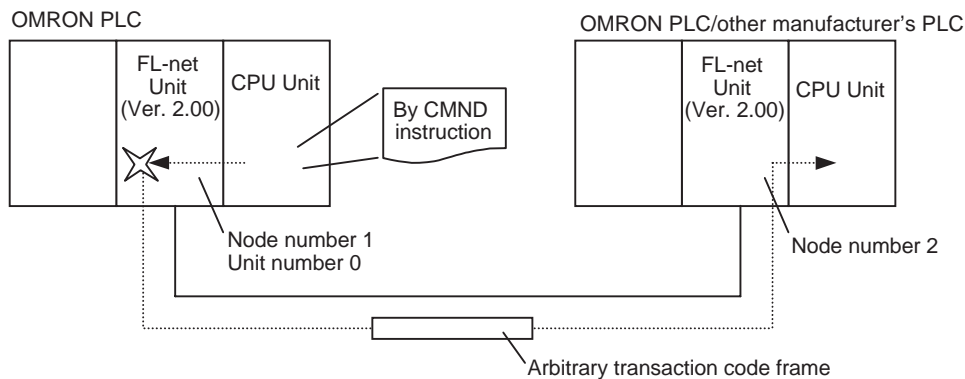 OMRON PLC
OMRON PLC/other manufacturer's PLC
FL-net
Unit
(Ver. 2.00)
CPU Unit
By CMND
instruction
FL-net
Unit
(Ver. 2.00)
CPU Unit
Node number 1
Unit number 0
Node number 2
Arbitrary transaction code frame